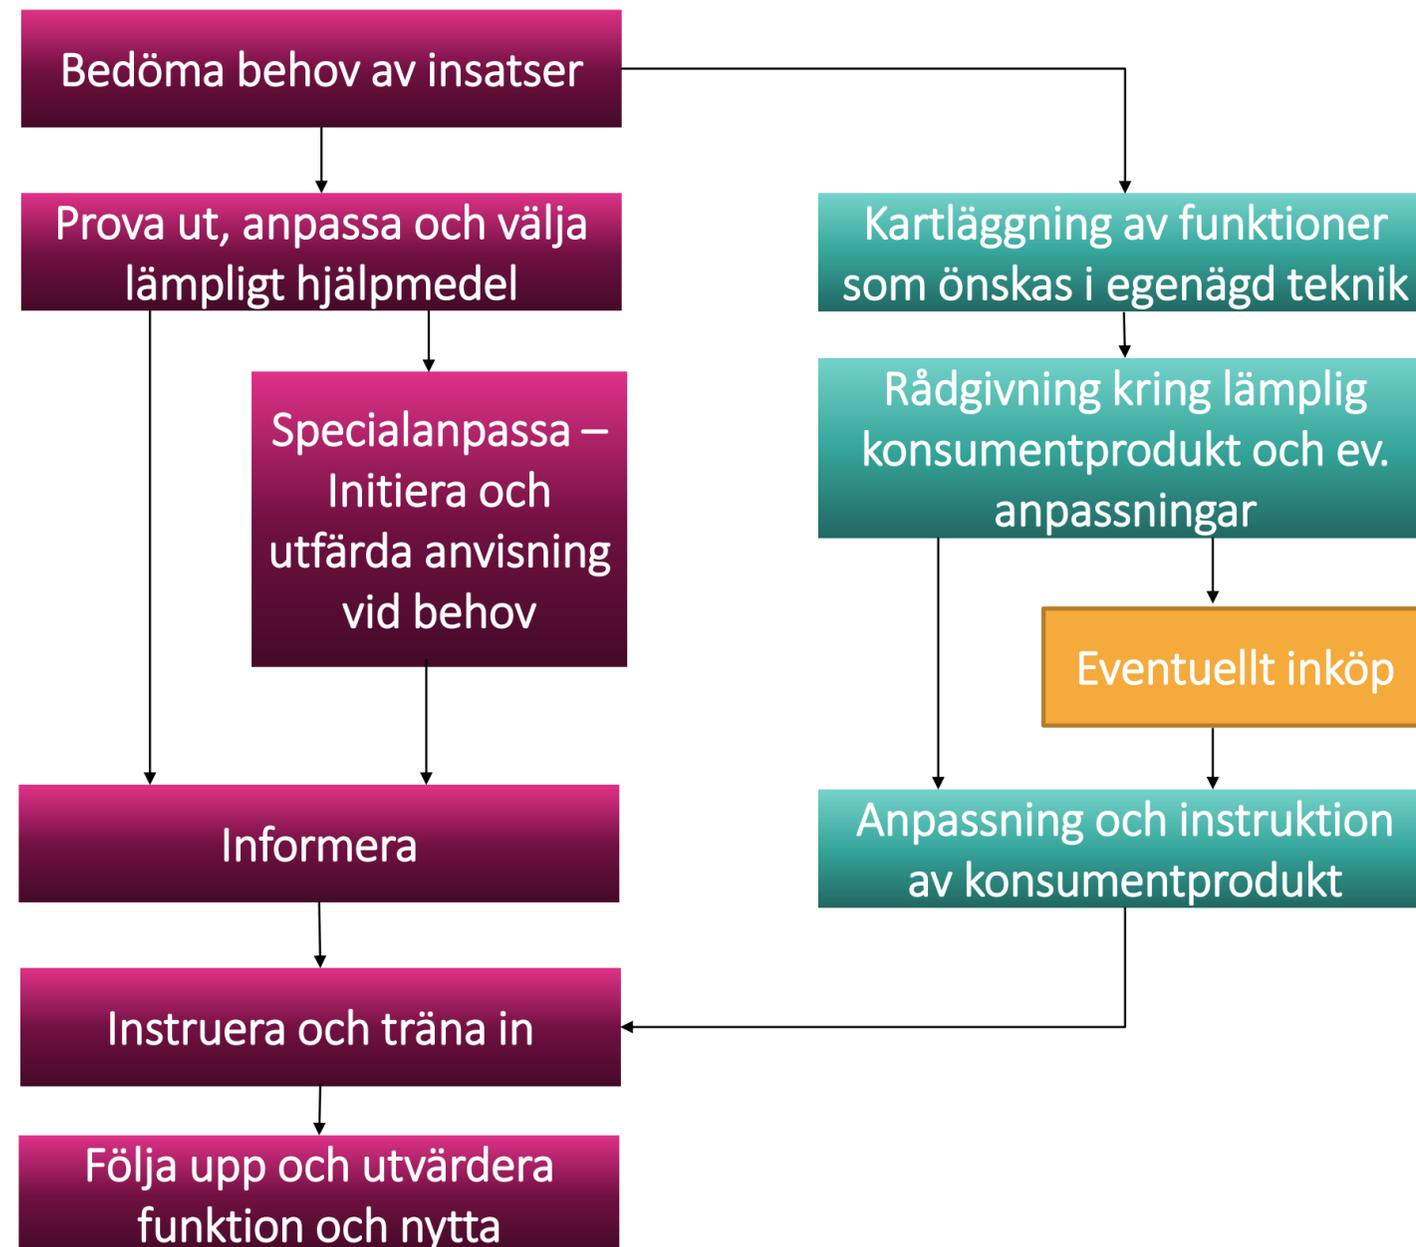 Bedöma behov av insatser
Prova ut, anpassa och välja
lämpligt hjälpmedel
Kartläggning av funktioner
som önskas i egenägd teknik
Specialanpassa –
Initiera och
utfärda anvisning
vid behov
Rådgivning kring lämplig
konsumentprodukt och ev.
anpassningar
Eventuellt inköp
Informera
Anpassning och instruktion
av konsumentprodukt
Instruera och träna in
Följa upp och utvärdera
funktion och nytta